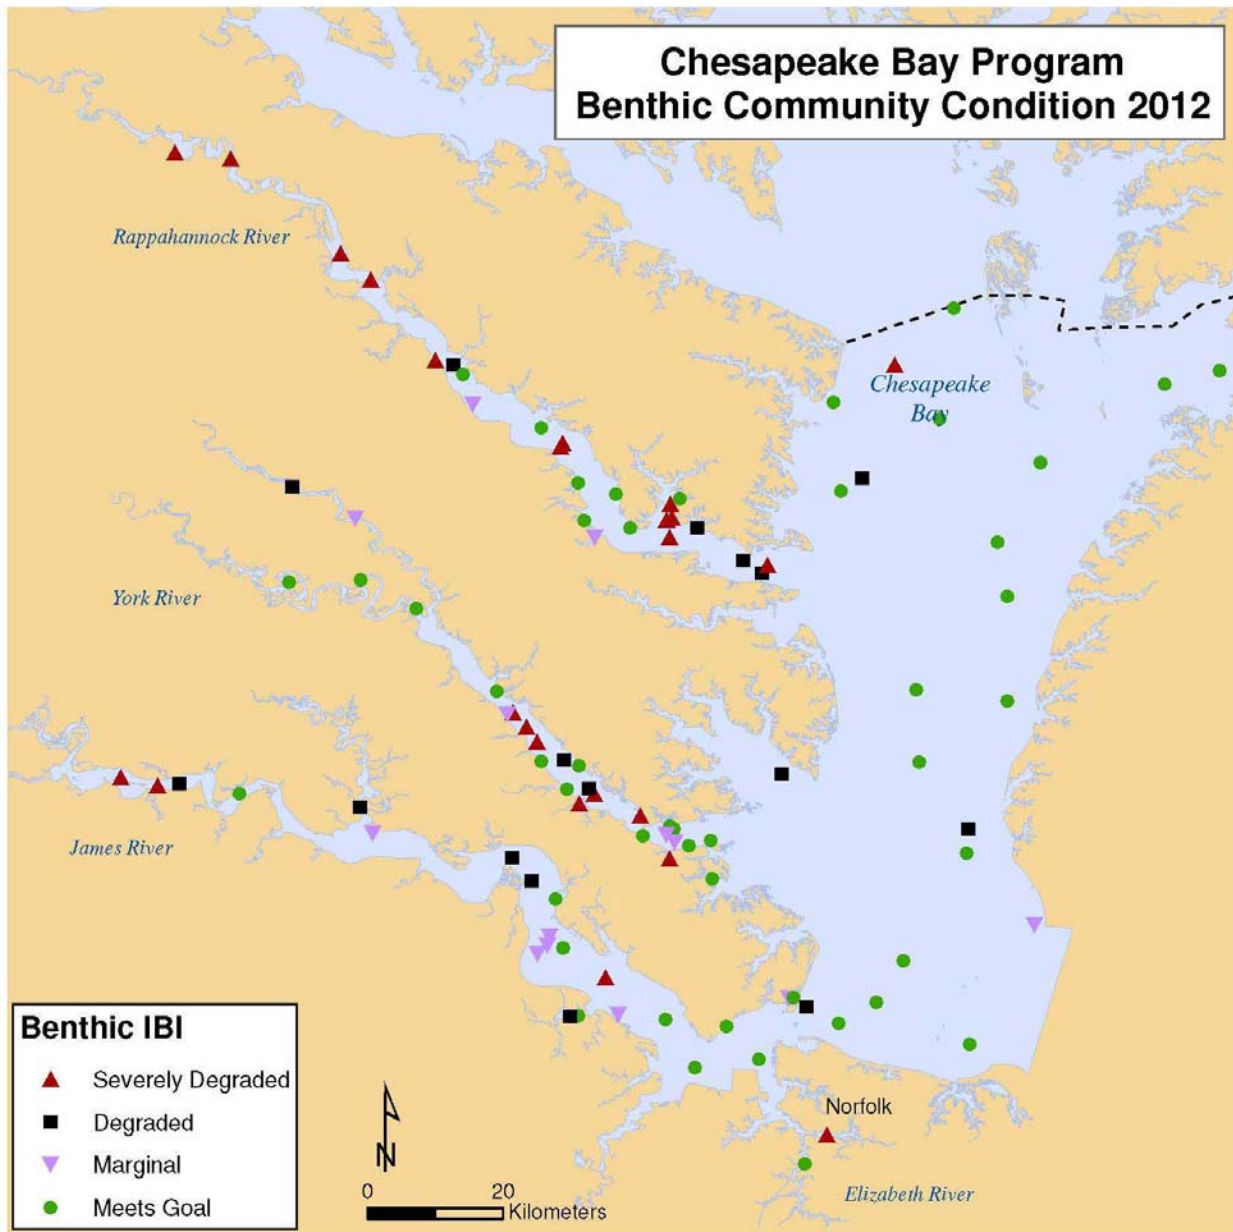 Chesapeake Bay Program
Benthic Community Condition 2012
Rappahannock River
Chesapeake
Bay
York River
James River
Benthic IBI
Severely Degraded
Degraded
Marginal
Meets Goal
N
0 20
Kilometers
Norfolk
Elizabeth River